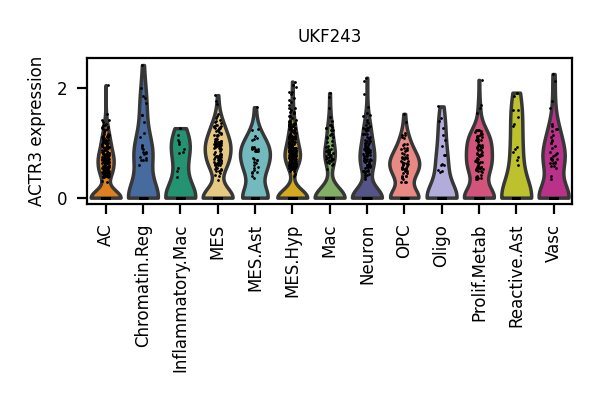 UKF243
ACTR3 expression
2
0
AC
Chromatin.Reg
Inflammatory.Mac
MES
MES.Ast
MES.Hyp
Mac
Neuron
OPC
Oligo
Prolif.Metab
Reactive.Ast
Vasc